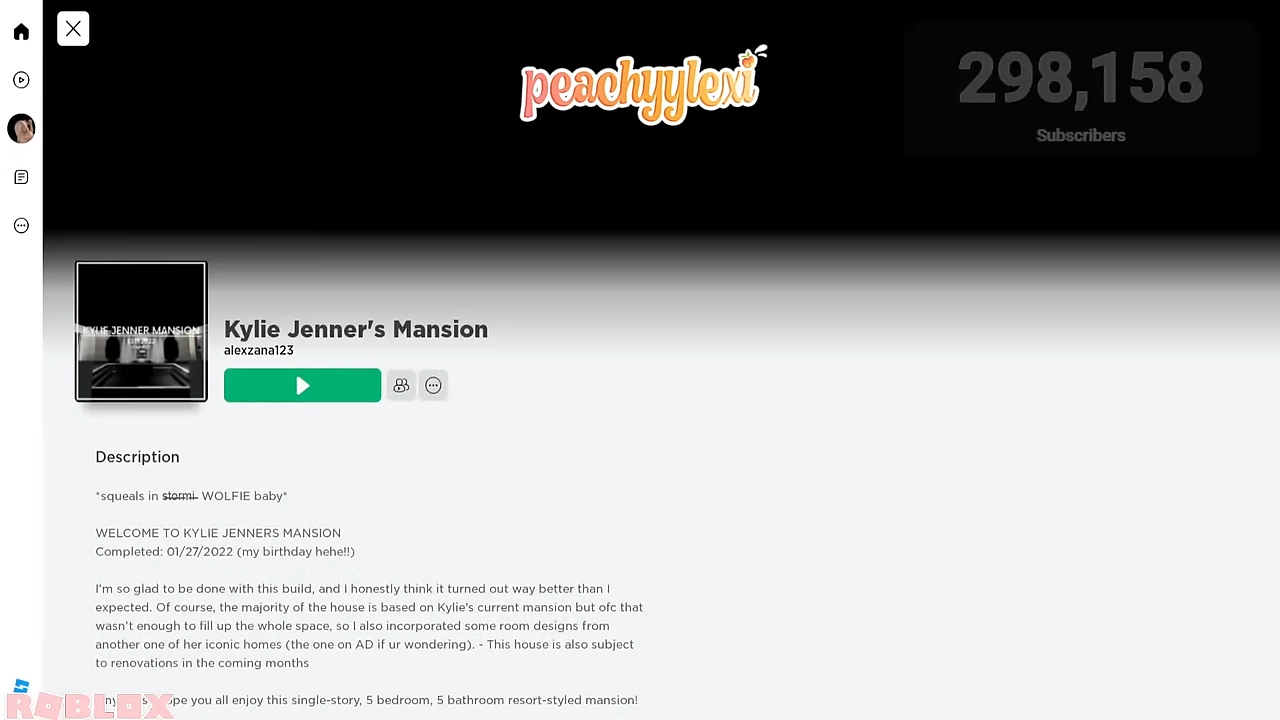 peachyylexi
298,158
Subscribers
KYLIE JENNER MANSION
Kylie Jenner's Mansion
alexzana123
Description
*squeals in stormi WOLFIE baby*
WELCOME TO KYLIE JENNERS MANSION
Completed: 01/27/2022 (my birthday hehe!!)
I'm so glad to be done with this build, and I honestly think it turned out way better than I
expected. Of course, the majority of the house is based on Kylie's current mansion but ofc that
wasn't enough to fill up the whole space, so I also incorporated some room designs from
another one of her iconic homes (the one on AD if ur wondering). - This house is also subject
to renovations in the coming months
you all enjoy this single-story, 5 bedroom, 5 bathroom resort-styled mansion!
ROBLOX